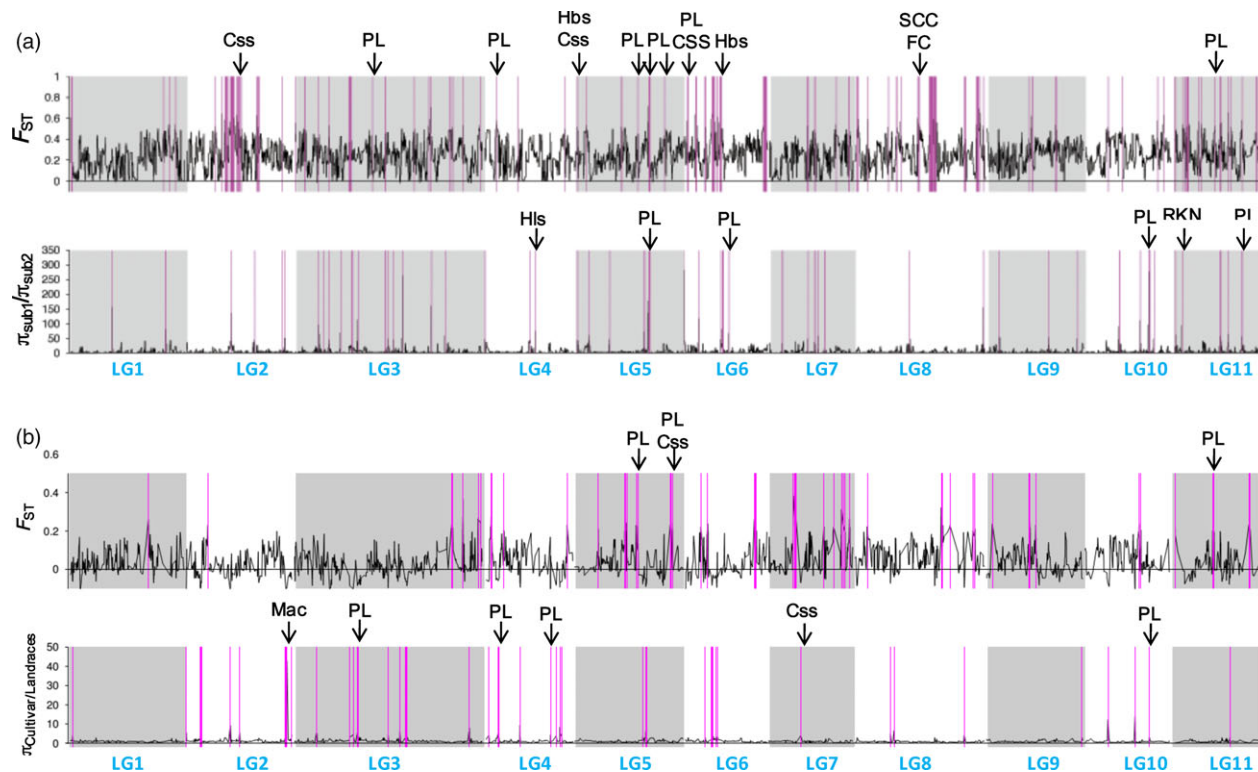 (a)
Css PL PL Hbs Css PL PL PL CSS Hbs SCC FC PL
1
0.8
0.6
0.4
0.2
0
FST
Hls PL PL PL RKN PL
350
300
250
200
150
100
50
0
πsub1/πsub2
LG1 LG2 LG3 LG4 LG5 LG6 LG7 LG8 LG9 LG10 LG11
(b)
PL PL Css PL
0.6
0.4
0.2
0
FST
Mac PL PL PL Css PL
50
40
30
20
10
0
πCultivar/Landraces
LG1 LG2 LG3 LG4 LG5 LG6 LG7 LG8 LG9 LG10 LG11